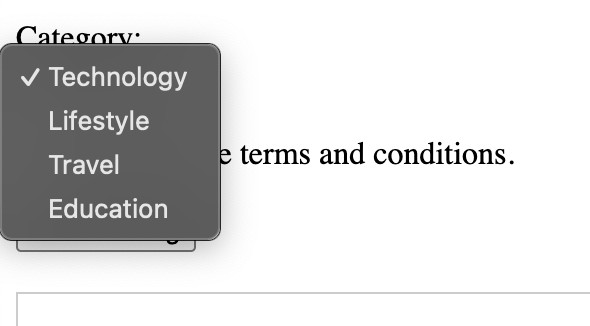 Category:
✓ Technology
Lifestyle
Travel
e terms and conditions.
Education